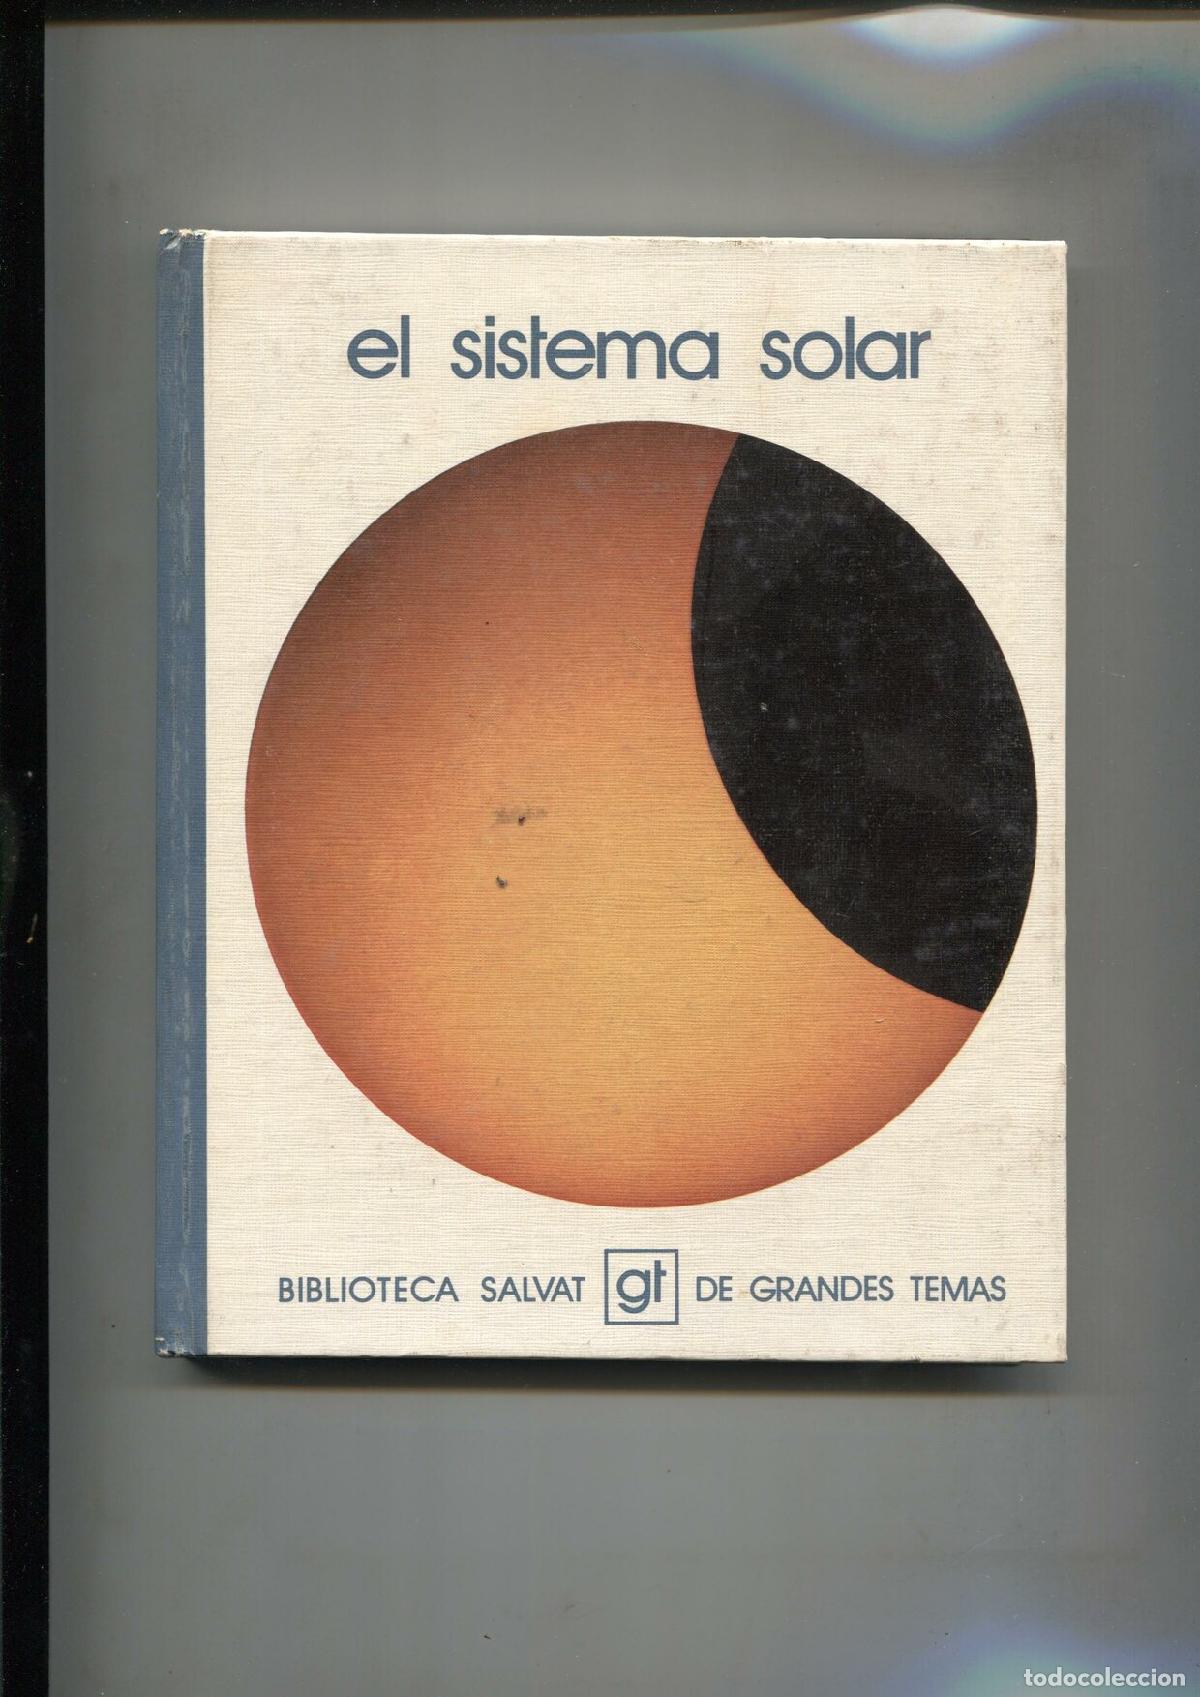 el sistema solar
BIBLIOTECA SALVAT gt DE GRANDES TEMAS
todocoleccion